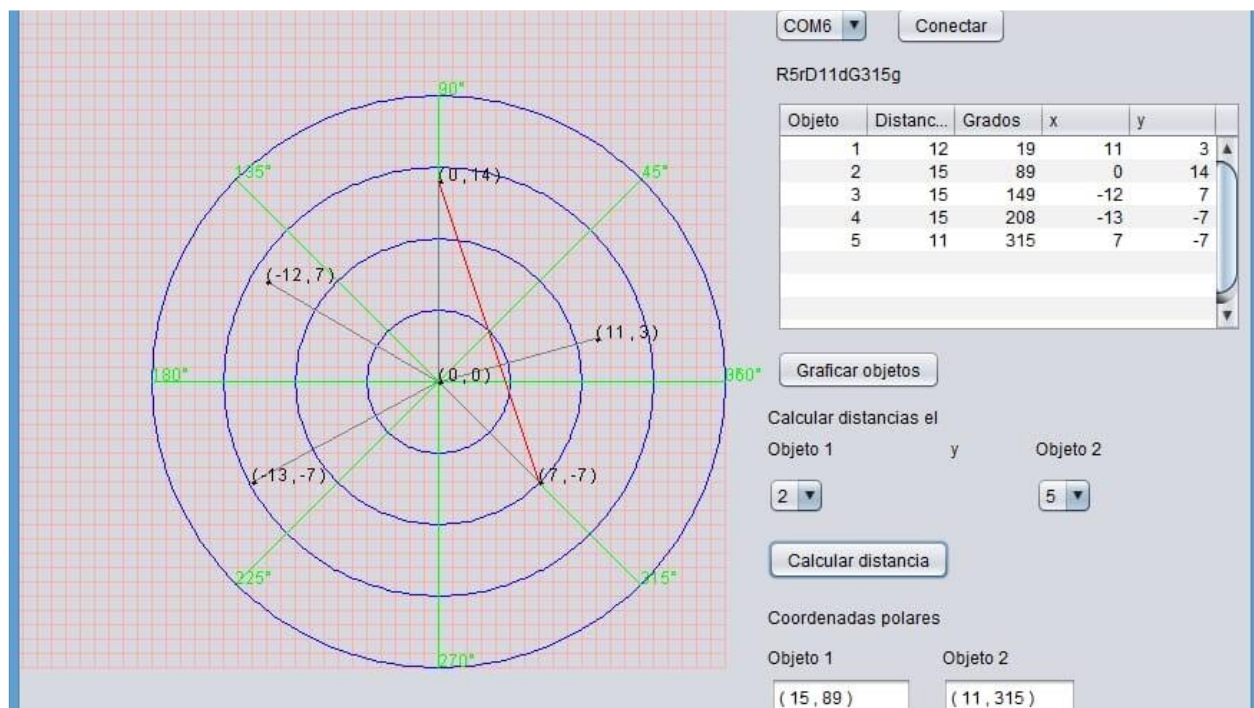 COM6 Conectar
R5rD11dG315g
Objeto Distanc... Grados x y
1 12 19 11 3
2 15 89 0 14
3 15 149 -12 7
4 15 208 -13 -7
5 11 315 7 -7
Graficar objetos
Calcular distancias el
Objeto 1 y Objeto 2
2 5
Calcular distancia
Coordenadas polares
Objeto 1 Objeto 2
( 15 , 89 ) ( 11 , 315 )
90°
135° 45°
(0,14)
(-12,7)
(11,3)
180° (0,0)
(-13,-7) (7,-7)
225° 315°
270°